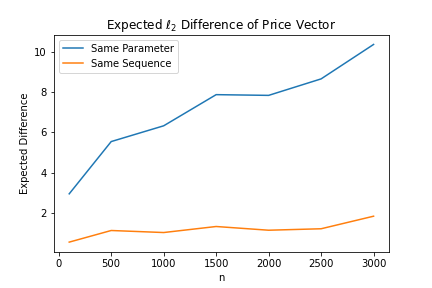 Expected ℓ₂ Difference of Price Vector
Same Parameter
Same Sequence
Expected Difference
10
8
6
4
2
0
500
1000
1500
2000
2500
3000
n